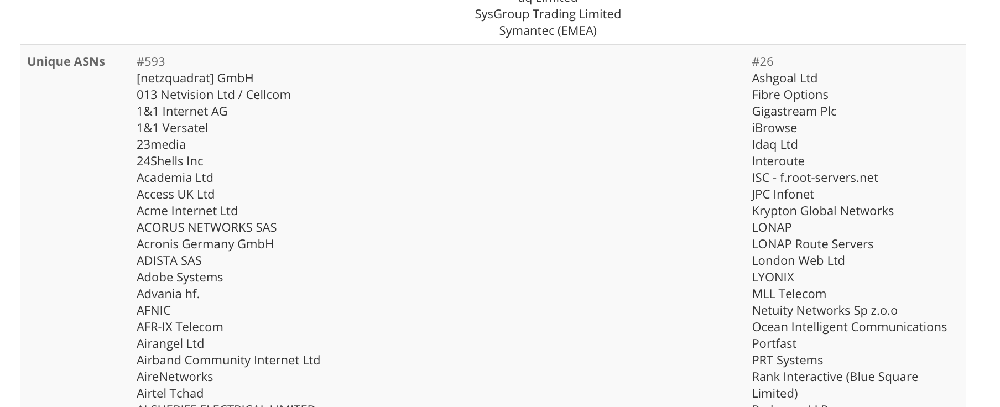 SysGroup Trading Limited
Symantec (EMEA)
Unique ASNs
#593
[netzquadrat] GmbH
013 Netvision Ltd / Cellcom
1&1 Internet AG
1&1 Versatel
23media
24Shells Inc
Academia Ltd
Access UK Ltd
Acme Internet Ltd
ACORUS NETWORKS SAS
Acronis Germany GmbH
ADISTA SAS
Adobe Systems
Advania hf.
AFNIC
AFR-IX Telecom
Airangel Ltd
Airband Community Internet Ltd
AireNetworks
Airtel Tchad
#26
Ashgoal Ltd
Fibre Options
Gigastream Plc
iBrowse
Idaq Ltd
Interoute
ISC - f.root-servers.net
JPC Infonet
Krypton Global Networks
LONAP
LONAP Route Servers
London Web Ltd
LYONIX
MLL Telecom
Netuity Networks Sp z.o.o
Ocean Intelligent Communications
Portfast
PRT Systems
Rank Interactive (Blue Square
Limited)